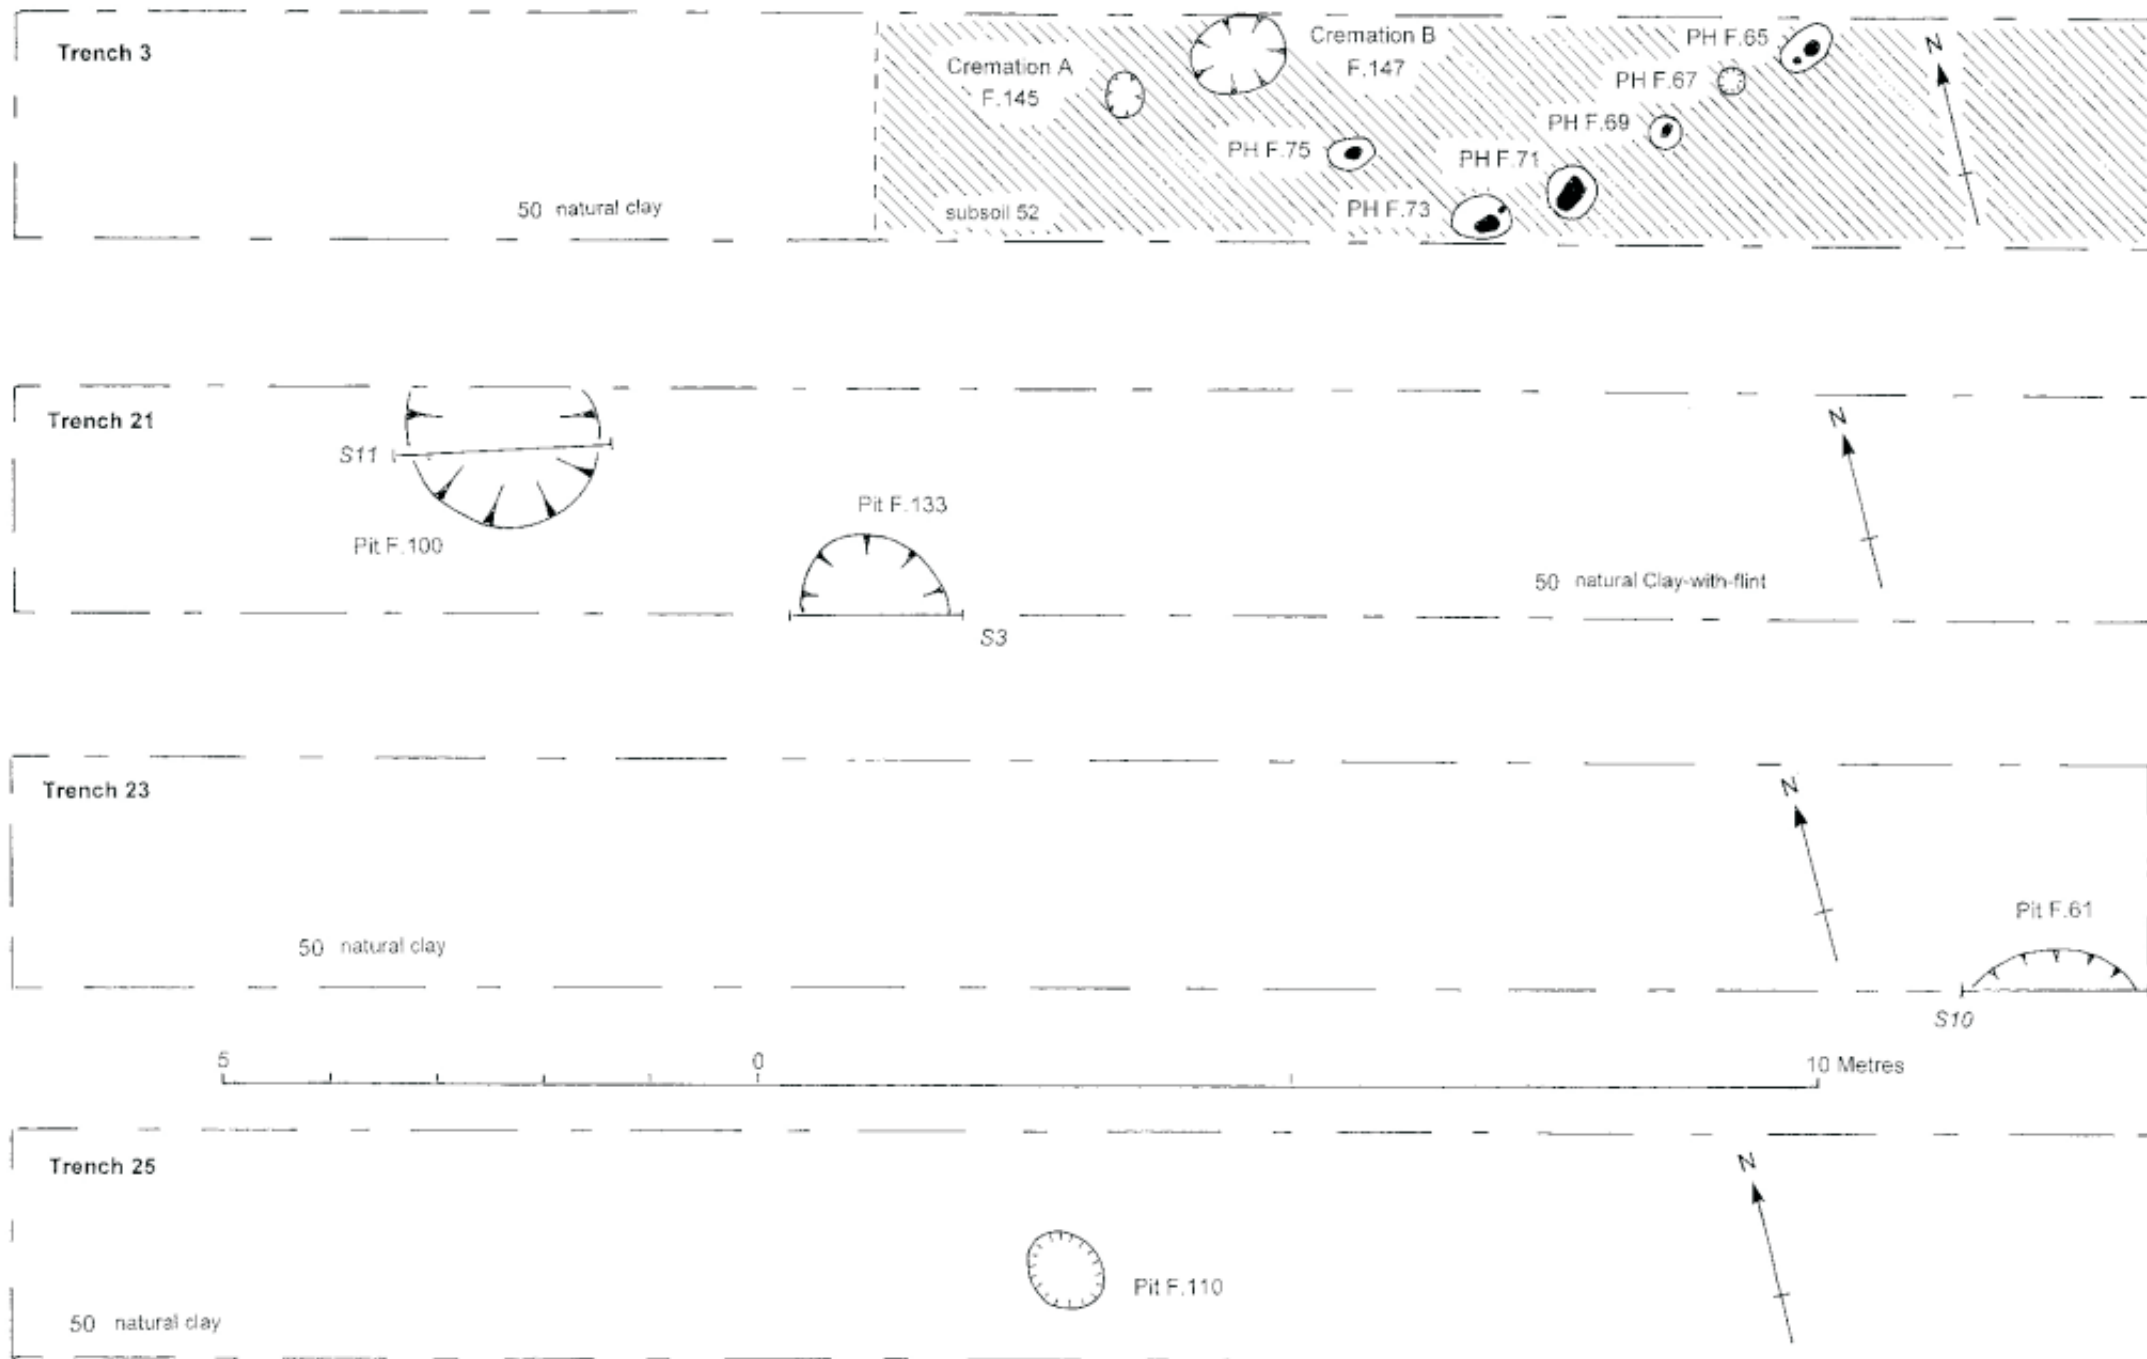 Trench 3
Cremation A
F.145
Cremation B
F.147
PH F.65
PH F.67
PH F.69
PH F.71
PH F.75
PH F.73
50 natural clay
subsoil 52
N
Trench 21
S11
Pit F.100
Pit F.133
S3
50 natural Clay-with-flint
N
Trench 23
50 natural clay
N
Pit F.61
S10
5
0
10 Metres
Trench 25
Pit F.110
50 natural clay
N